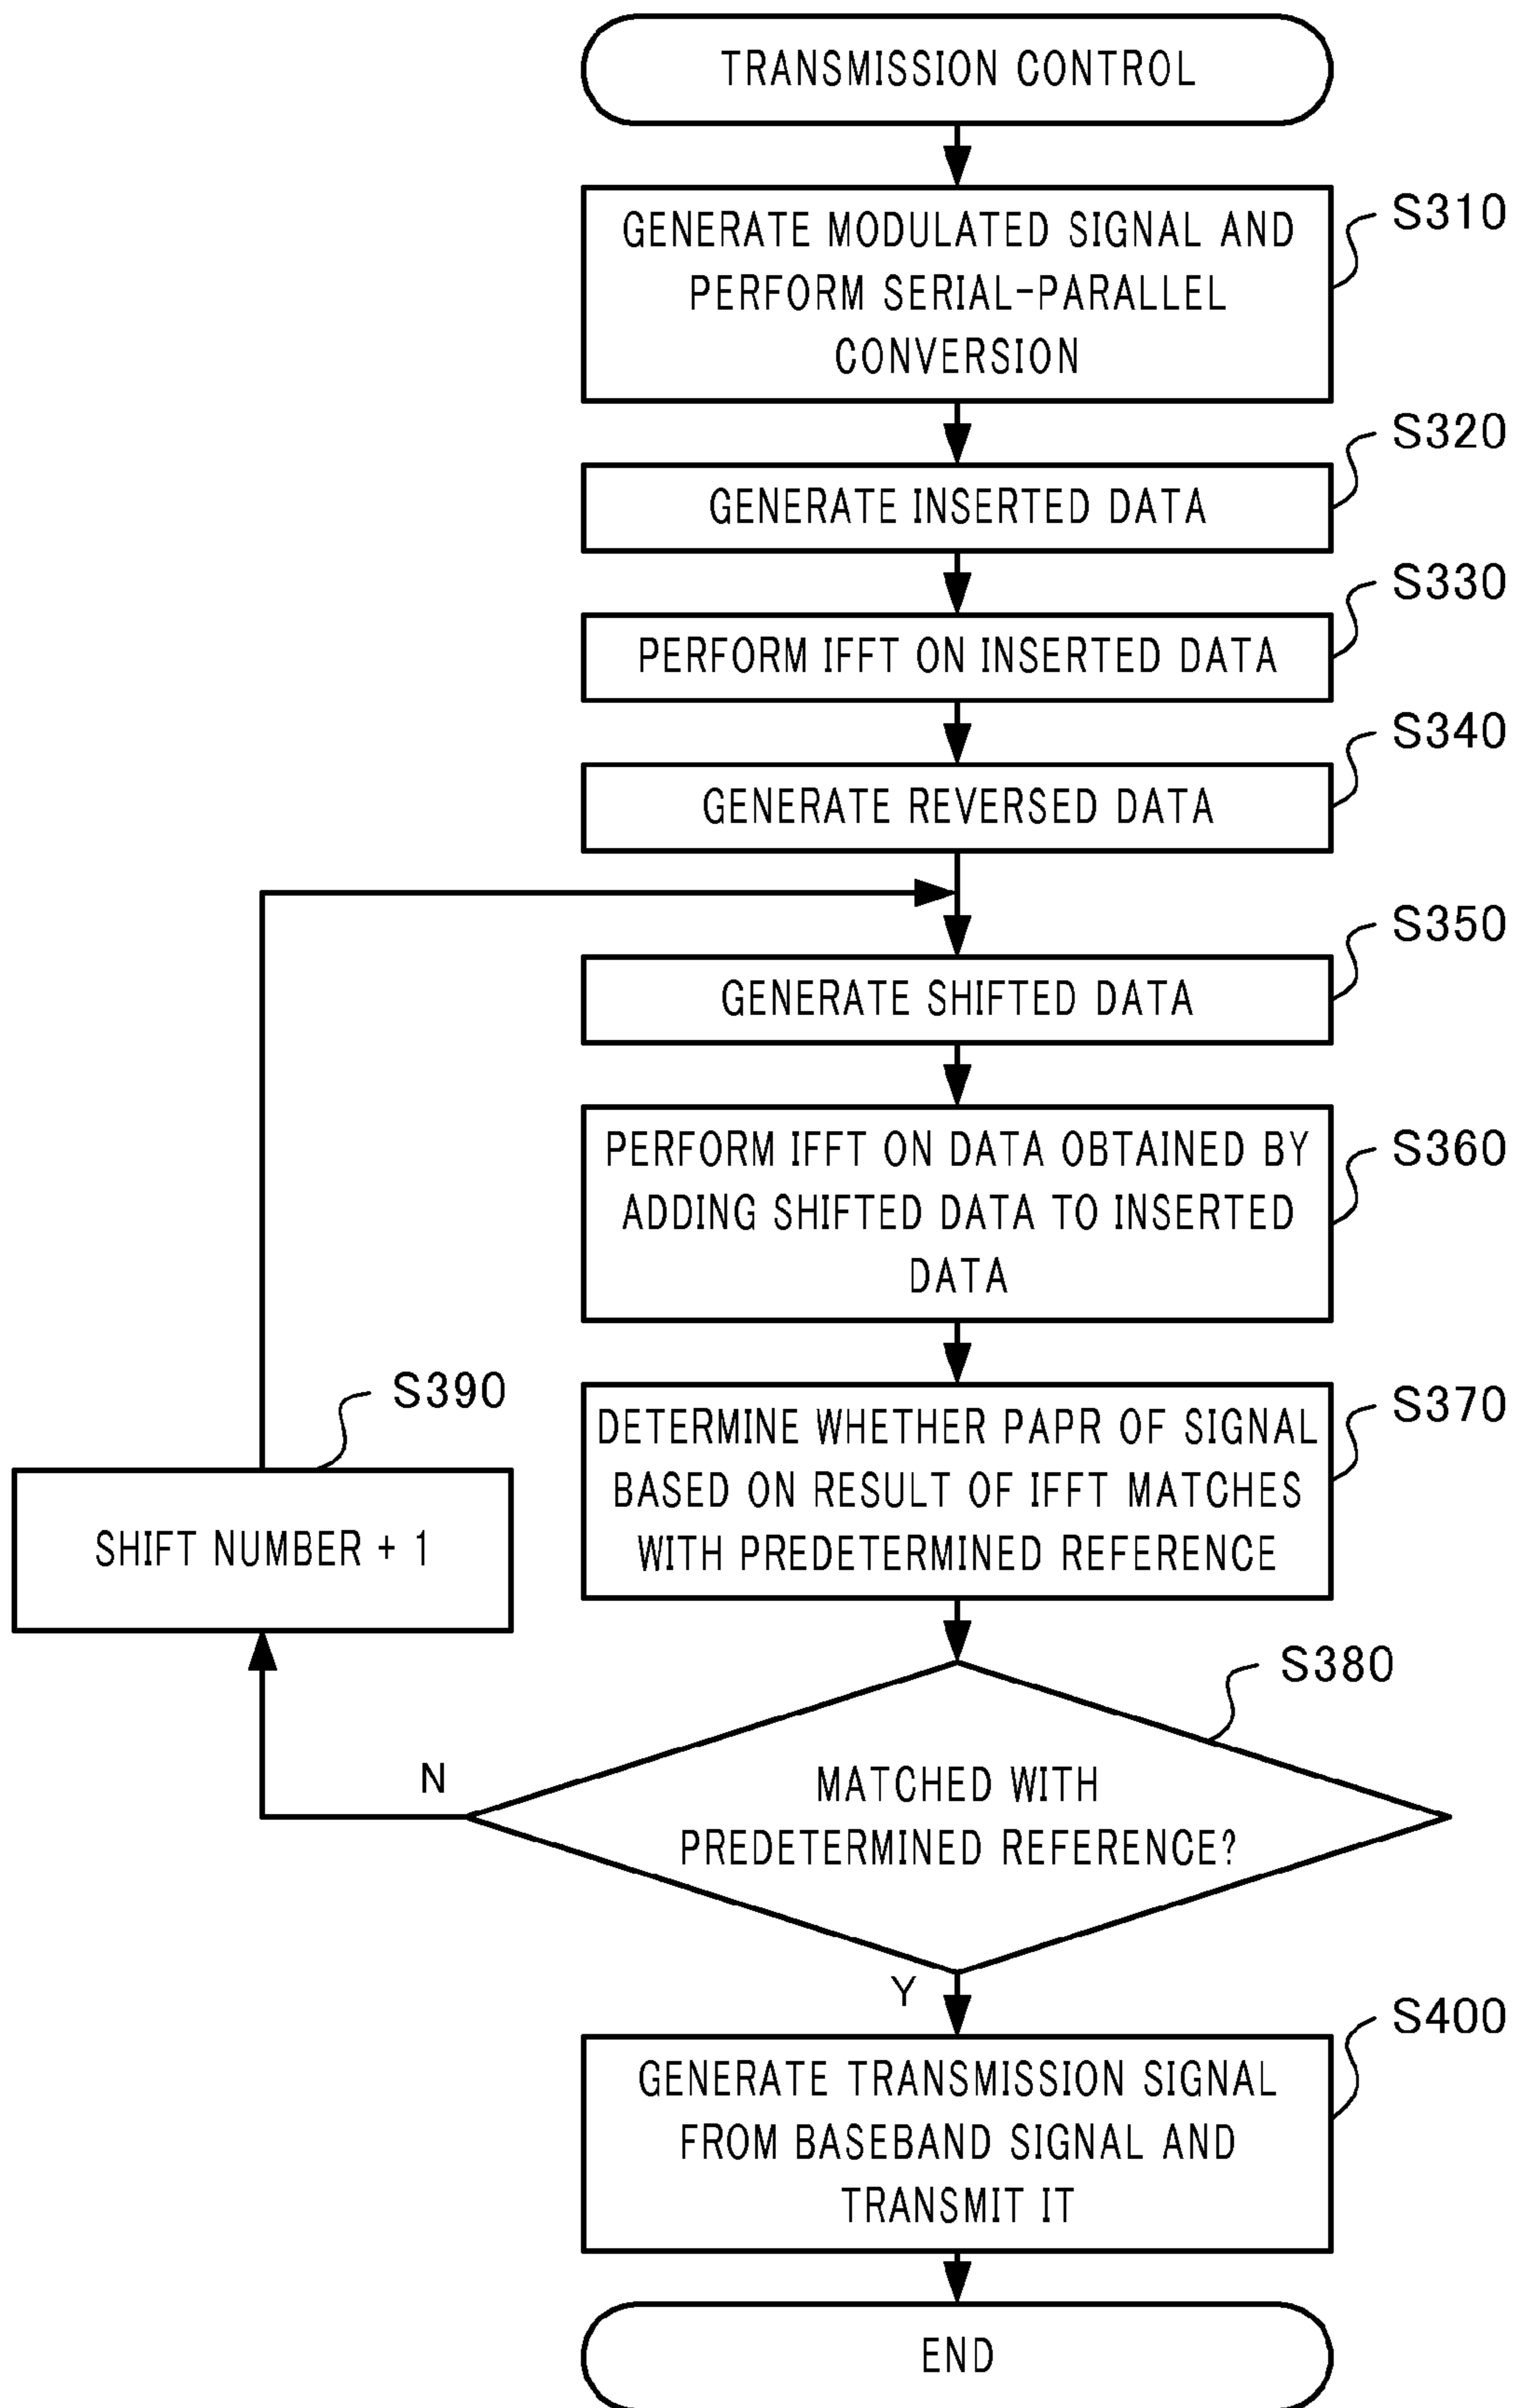 TRANSMISSION CONTROL
GENERATE MODULATED SIGNAL AND
PERFORM SERIAL-PARALLEL
CONVERSION
S310
GENERATE INSERTED DATA
S320
PERFORM IFFT ON INSERTED DATA
S330
GENERATE REVERSED DATA
S340
GENERATE SHIFTED DATA
S350
PERFORM IFFT ON DATA OBTAINED BY
ADDING SHIFTED DATA TO INSERTED
DATA
S360
DETERMINE WHETHER PAPR OF SIGNAL
BASED ON RESULT OF IFFT MATCHES
WITH PREDETERMINED REFERENCE
S370
S390
SHIFT NUMBER + 1
S380
MATCHED WITH
PREDETERMINED REFERENCE?
N
Y
GENERATE TRANSMISSION SIGNAL
FROM BASEBAND SIGNAL AND
TRANSMIT IT
S400
END